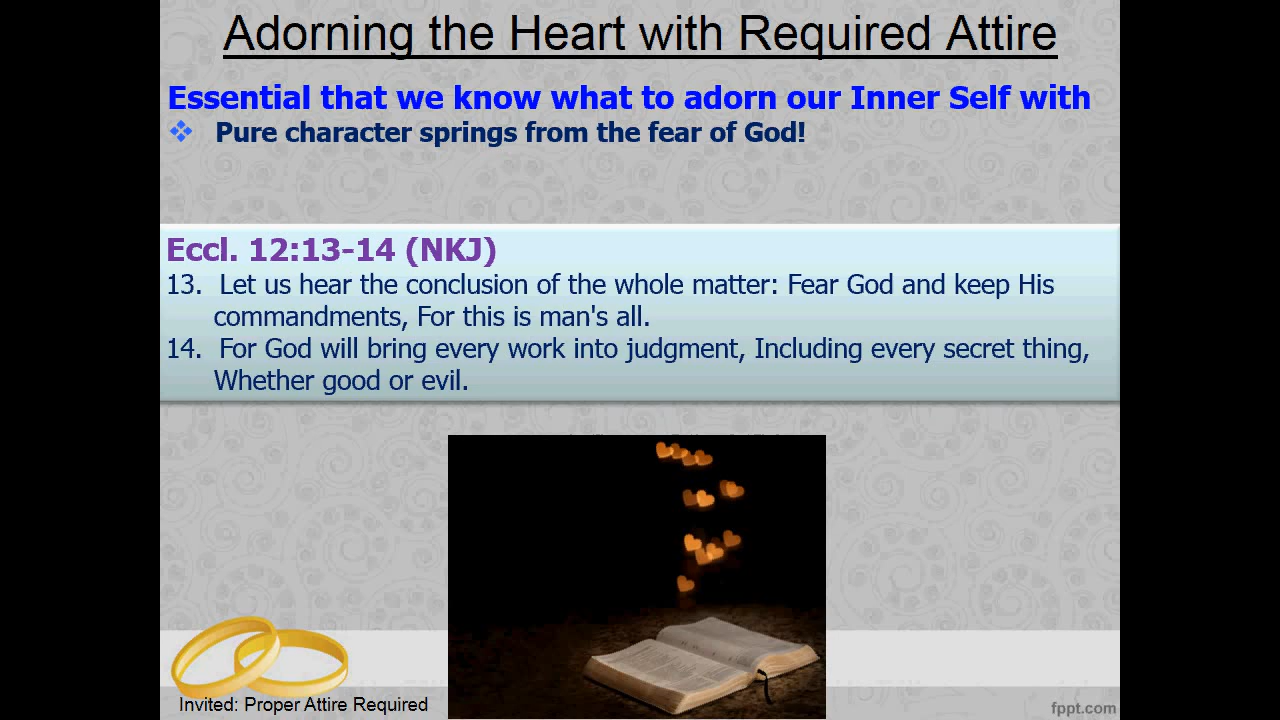 Adorning the Heart with Required Attire
Essential that we know what to adorn our Inner Self with
❖ Pure character springs from the fear of God!
Eccl. 12:13-14 (NKJ)
13. Let us hear the conclusion of the whole matter: Fear God and keep His
commandments, For this is man's all.
14. For God will bring every work into judgment, Including every secret thing,
Whether good or evil.
Invited: Proper Attire Required
fppt.com